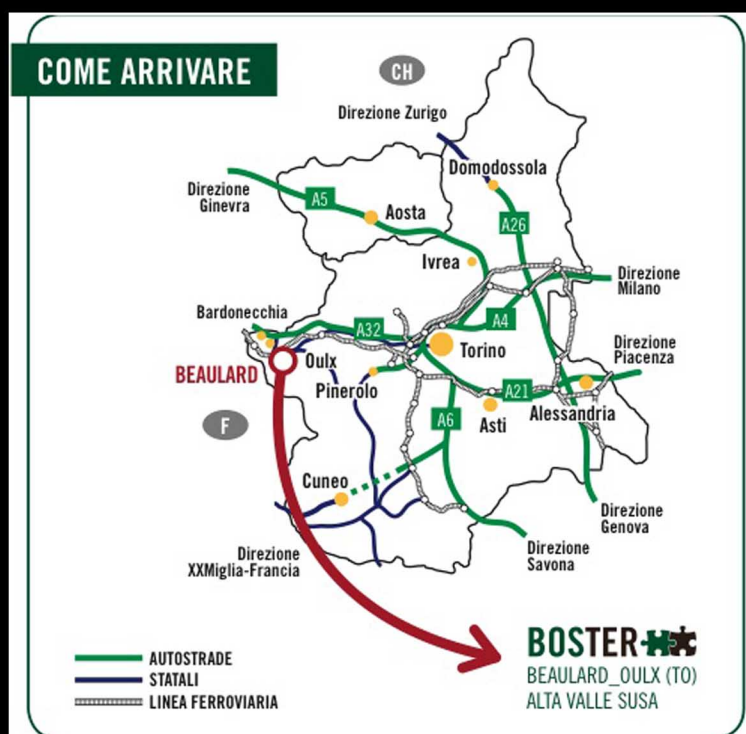 COME ARRIVARE
CH
Direzione Zurigo
Domodossola
Direzione
Ginevra
A5
Aosta
A26
Ivrea
Direzione
Milano
Bardonecchia
A32
A4
Torino
Direzione
Piacenza
BEAULARD
Oulx
Pinerolo
A21
Alessandria
F
A6
Asti
Cuneo
Direzione
Genova
Direzione
XXMiglia-Francia
Direzione
Savona
AUTOSTRADE
STATALI
LINEA FERROVIARIA
BOSTER
BEAULARD_OULX (TO)
ALTA VALLE SUSA